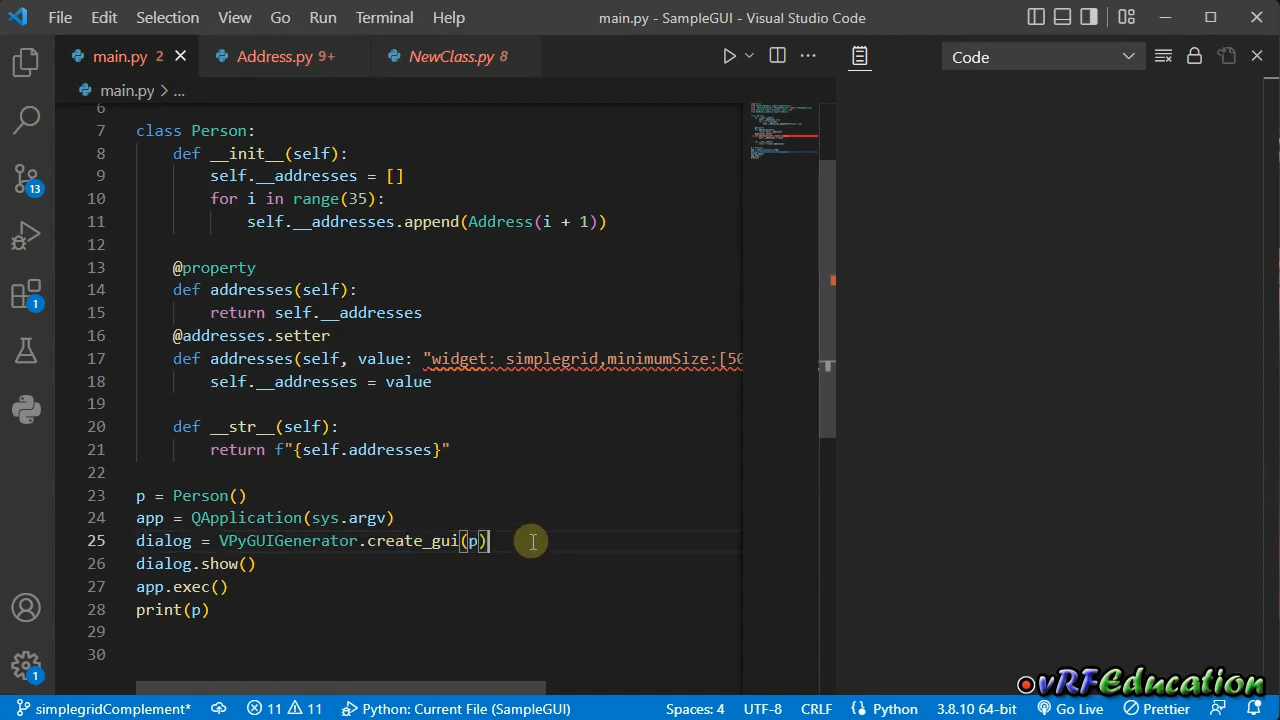 File Edit Selection View Go Run Terminal Help main.py - SampleGUI - Visual Studio Code
main.py 2 Address.py 9+ NewClass.py 8 Code
main.py > ...
6
7 class Person:
8 def __init__(self):
9 self.__addresses = []
10 for i in range(35):
11 self.__addresses.append(Address(i + 1))
12
13 @property
14 def addresses(self):
15 return self.__addresses
16 @addresses.setter
17 def addresses(self, value: "widget: simplegrid,minimumSize:[50
18 self.__addresses = value
19
20 def __str__(self):
21 return f"{self.addresses}"
22
23 p = Person()
24 app = QApplication(sys.argv)
25 dialog = VPyGUIGenerator.create_gui(p)
26 dialog.show()
27 app.exec()
28 print(p)
29
30
13
1
1
vRFEducation
simplegridComplement* 11 11 Python: Current File (SampleGUI) Spaces: 4 UTF-8 CRLF Python 3.8.10 64-bit Go Live Prettier